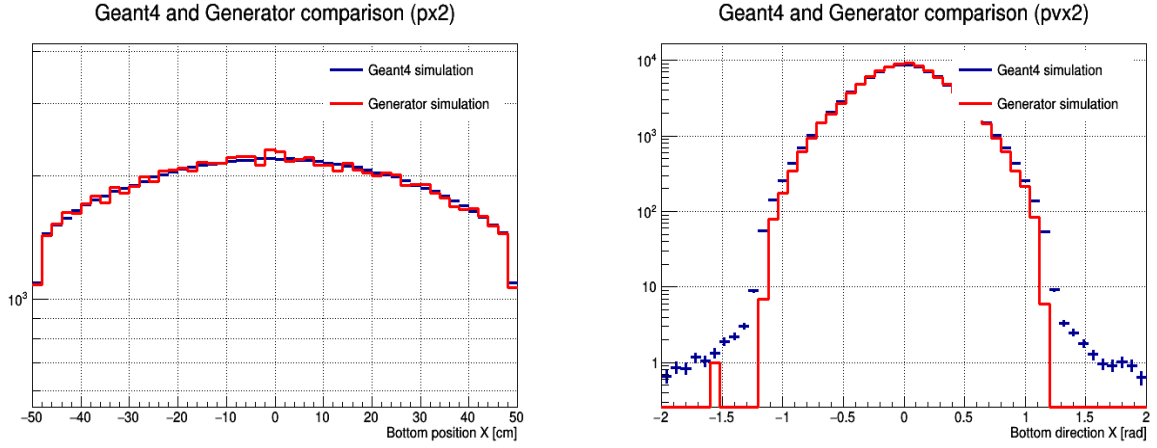 Geant4 and Generator comparison (px2)
Geant4 simulation
Generator simulation
10³
−50 −40 −30 −20 −10 0 10 20 30 40 50
Bottom position X [cm]
Geant4 and Generator comparison (pvx2)
Geant4 simulation
Generator simulation
10⁴
10³
10²
10
1
−2 −1.5 −1 −0.5 0 0.5 1 1.5 2
Bottom direction X [rad]